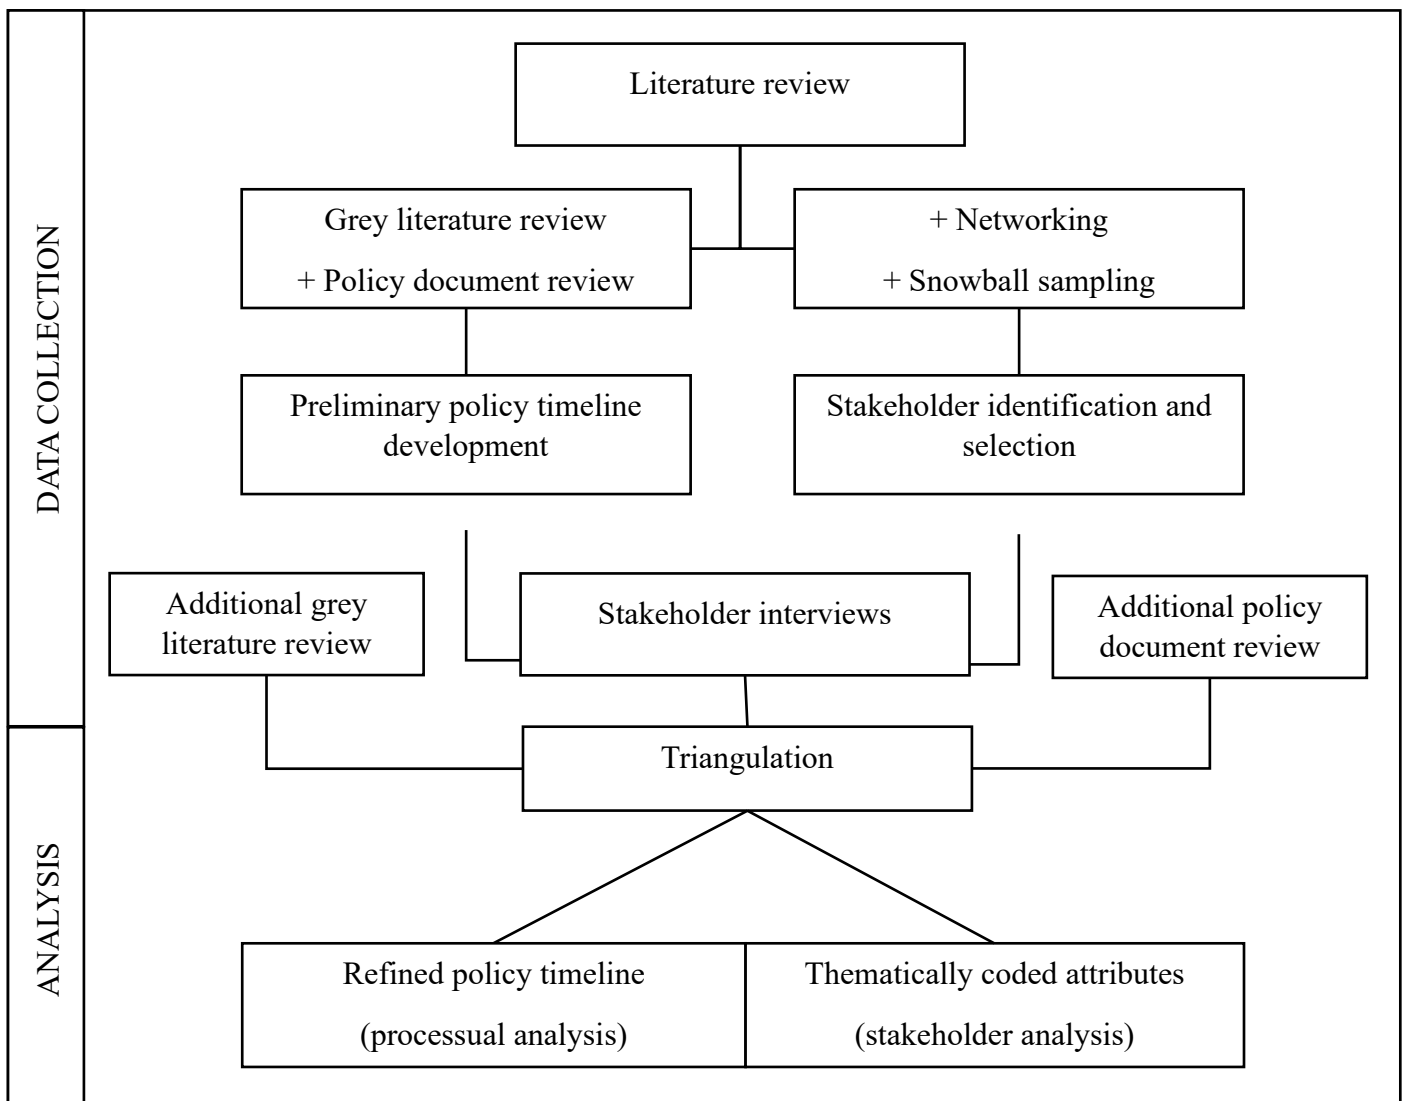 DATA COLLECTION
Literature review
Grey literature review
+ Policy document review
+ Networking
+ Snowball sampling
Preliminary policy timeline
development
Stakeholder identification and
selection
Additional grey
literature review
Stakeholder interviews
Additional policy
document review
ANALYSIS
Triangulation
Refined policy timeline
(processual analysis)
Thematically coded attributes
(stakeholder analysis)